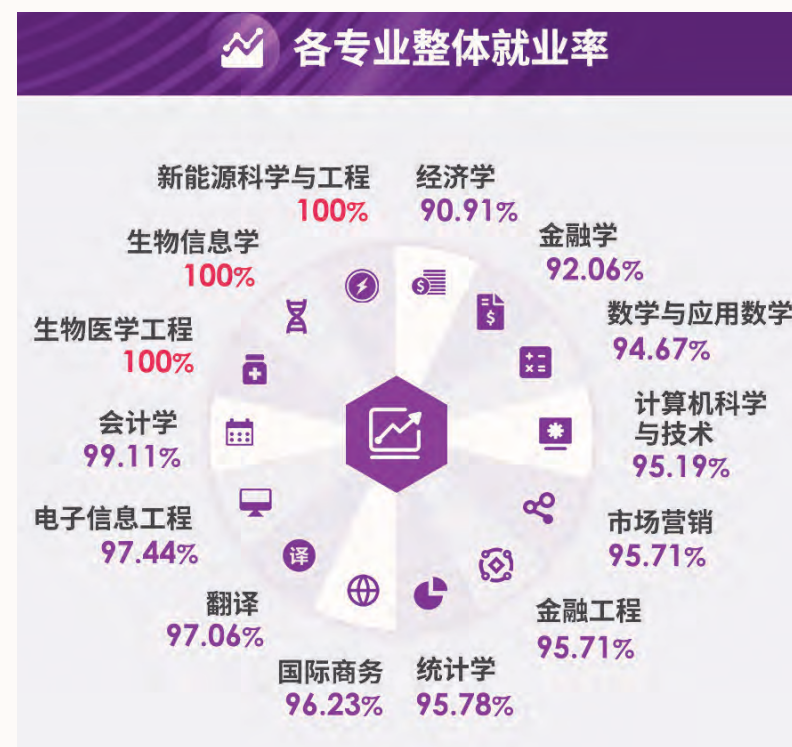 各专业整体就业率
新能源科学与工程
100%
经济学
90.91%
生物信息学
100%
金融学
92.06%
生物医学工程
100%
数学与应用数学
94.67%
会计学
99.11%
计算机科学
与技术
95.19%
电子信息工程
97.44%
市场营销
95.71%
译
翻译
97.06%
金融工程
95.71%
国际商务
96.23%
统计学
95.78%